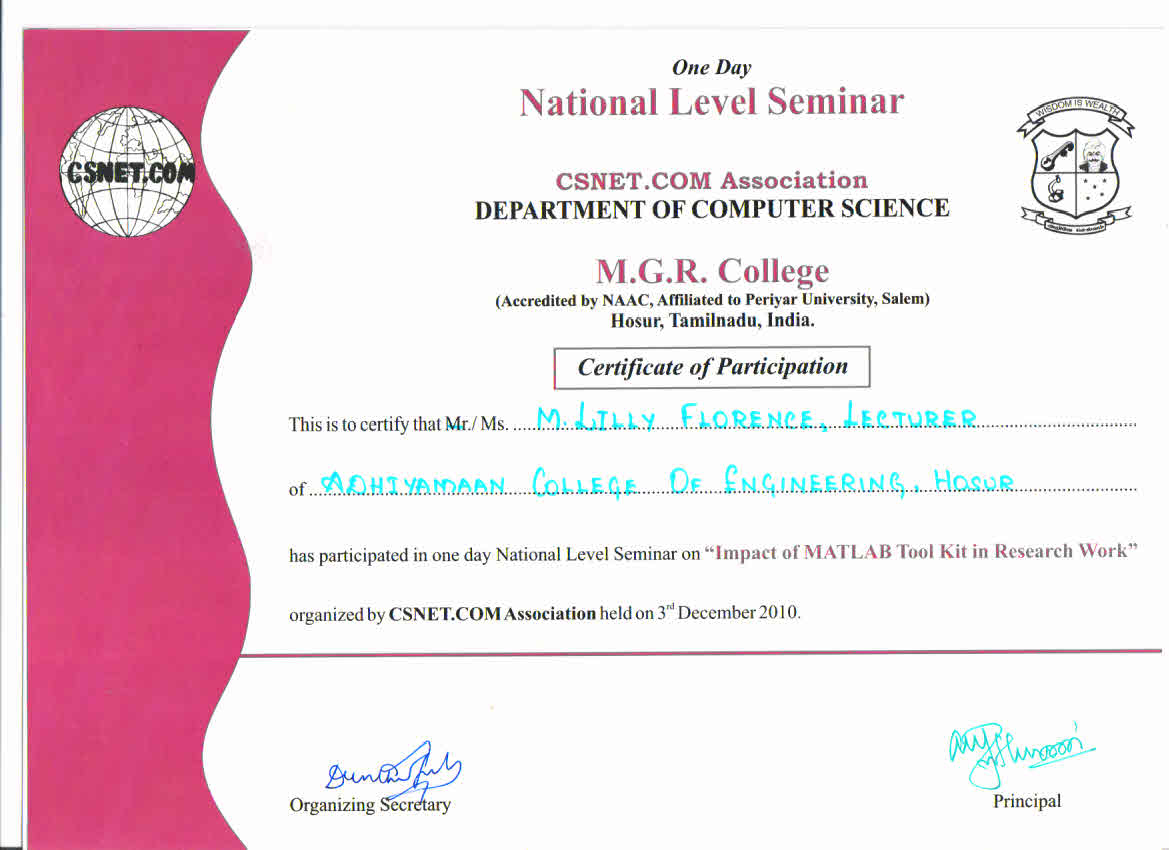 One Day
National Level Seminar
WISDOM IS WEALTH
CSNET.COM
CSNET.COM Association
DEPARTMENT OF COMPUTER SCIENCE
M.G.R. College
(Accredited by NAAC, Affiliated to Periyar University, Salem)
Hosur, Tamilnadu, India.
Certificate of Participation
This is to certify that Mr./ Ms. M. LILLY FLORENCE, LECTURER
of ADHIYAMAAN COLLEGE OF ENGINEERING, HOSUR
has participated in one day National Level Seminar on “Impact of MATLAB Tool Kit in Research Work”
organized by CSNET.COM Association held on 3rd December 2010.
Organizing Secretary
Principal